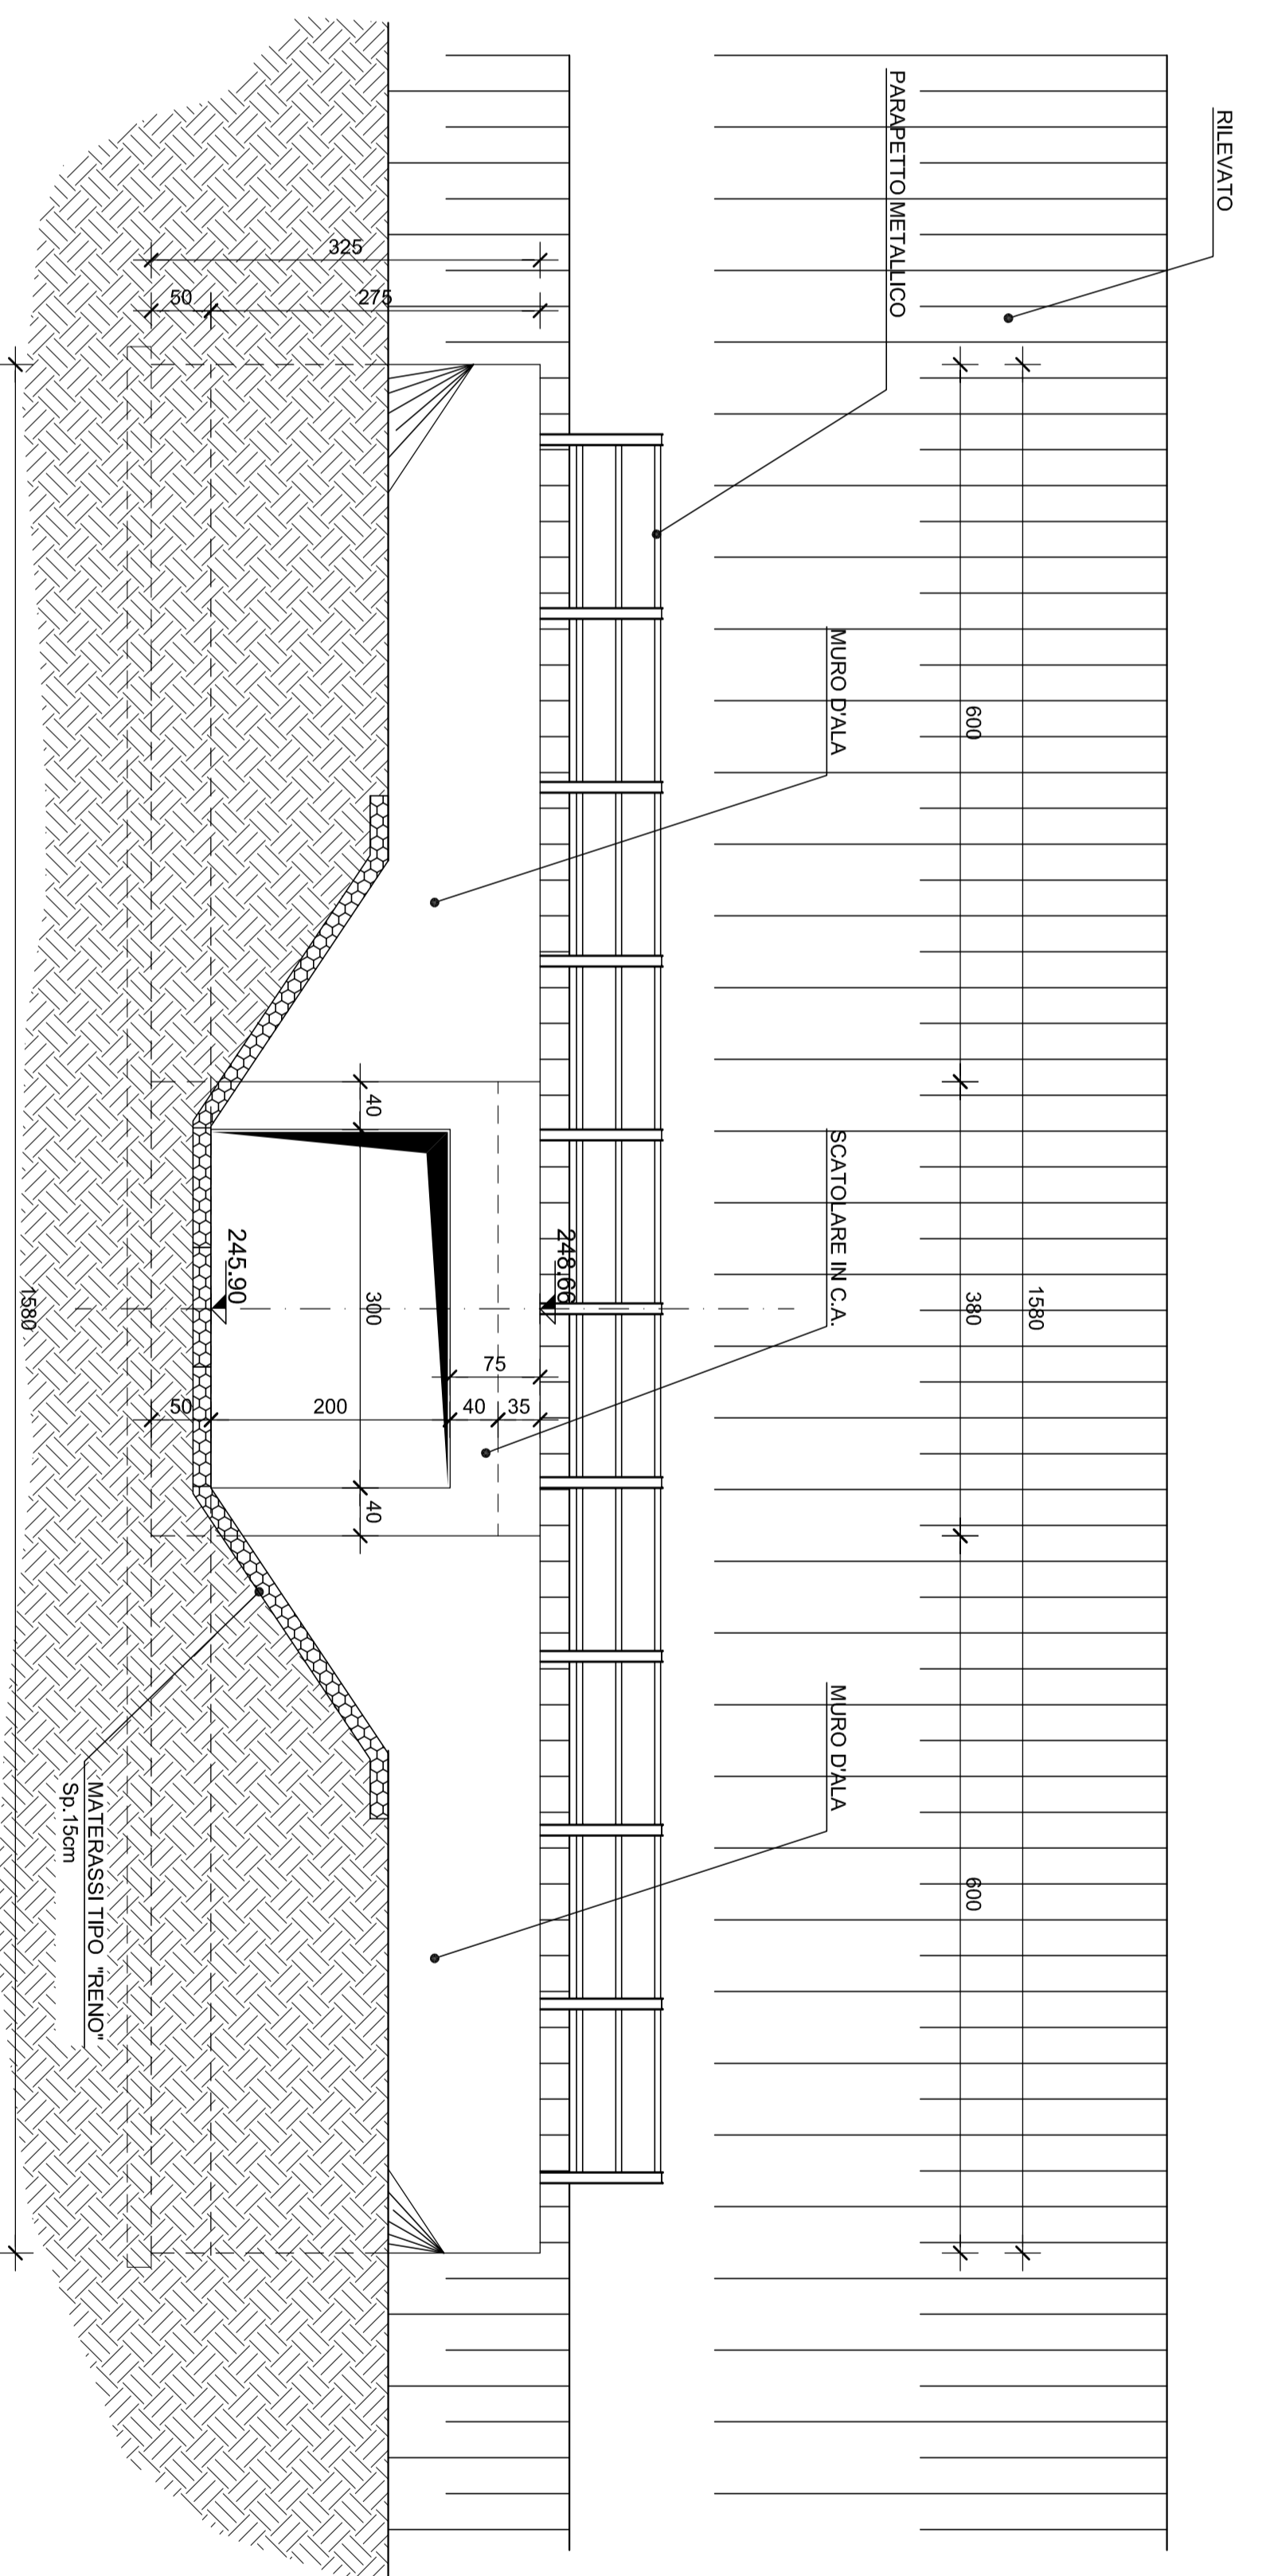 RILEVATO
1580
600
380
600
PARAPETTO METALLICO
MURO D'ALA
SCATOLARE IN C.A.
MURO D'ALA
248.66
35
75
40
325
275
40
300
40
200
245.90
50
50
MATERASSI TIPO "RENO"
Sp.15cm
1580